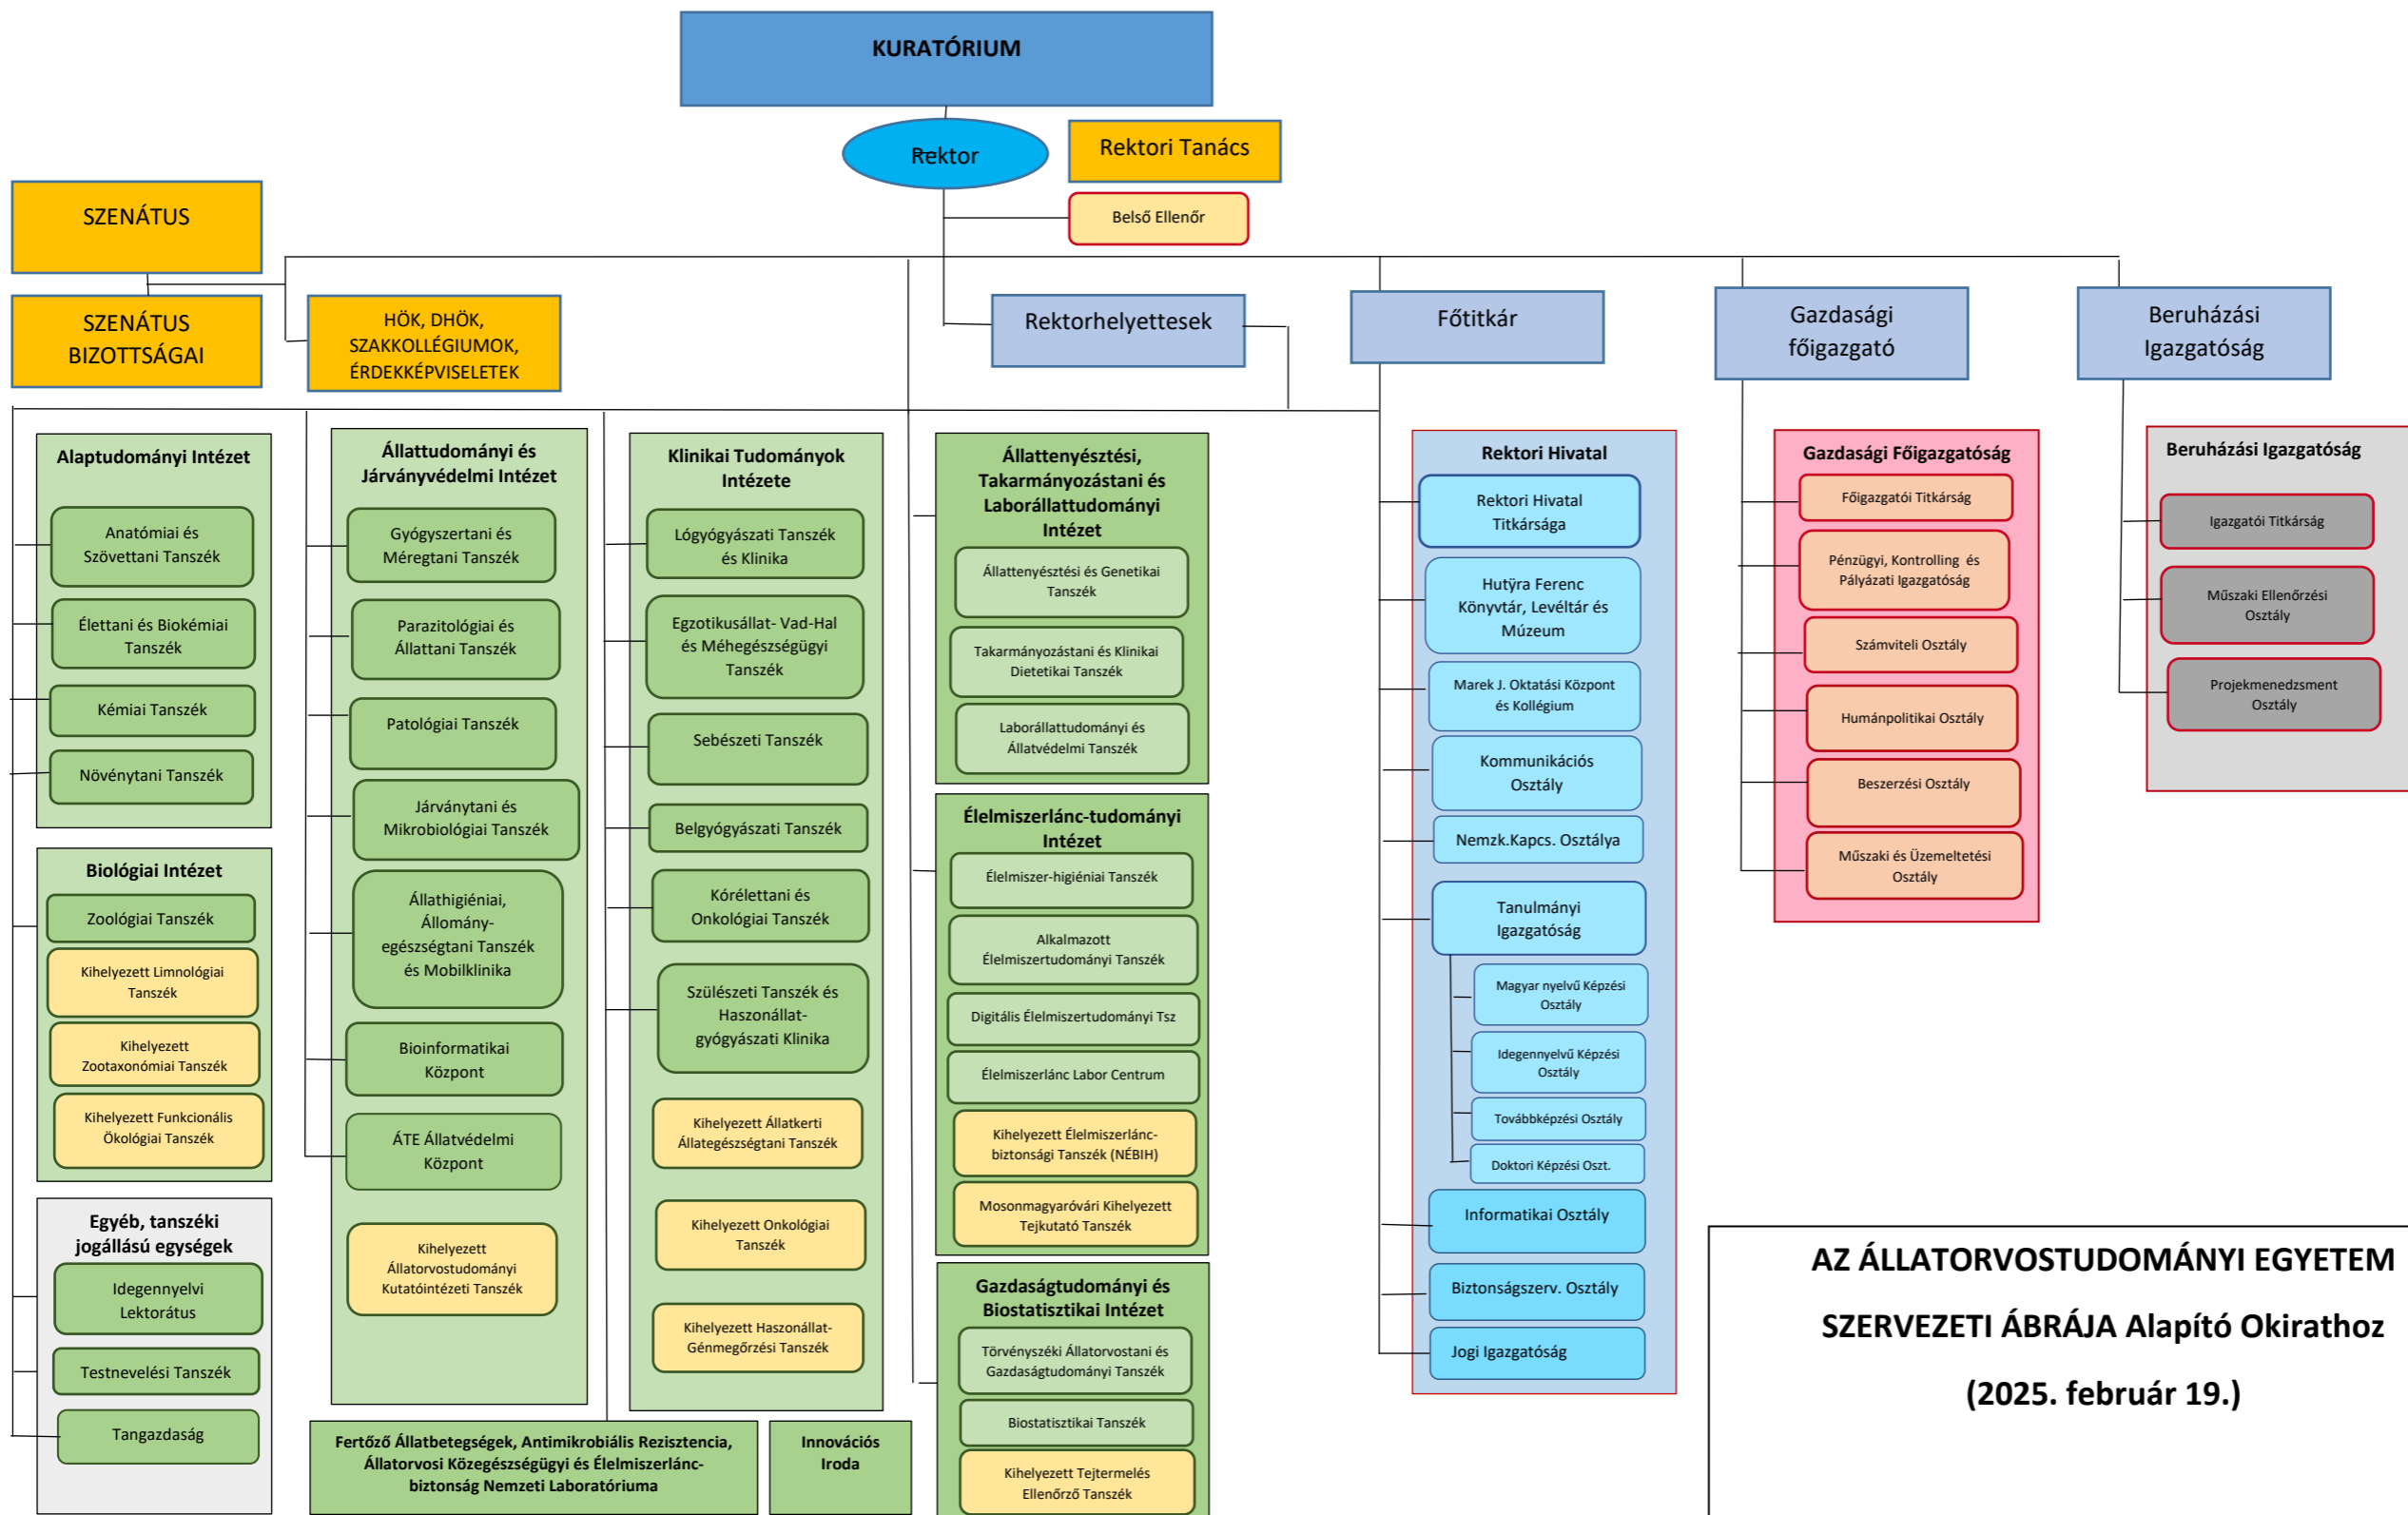 KURATÓRIUM
Rektor
Rektori Tanács
Belső Ellenőr
SZENÁTUS
SZENÁTUS
BIZOTTSÁGAI
HÖK, DHÖK,
SZAKKOLLÉGIUMOK,
ÉRDEKKÉPVISELETEK
Rektorhelyettesek
Főtitkár
Gazdasági
főigazgató
Beruházási
Igazgatóság
Alaptudományi Intézet
Anatómiai és
Szövettani Tanszék
Élettani és Biokémiai
Tanszék
Kémiai Tanszék
Növénytani Tanszék
Biológiai Intézet
Zoológiai Tanszék
Kihelyezett Limnológiai
Tanszék
Kihelyezett
Zootaxonómiai Tanszék
Kihelyezett Funkcionális
Ökológiai Tanszék
Egyéb, tanszéki
jogállású egységek
Idegennyelvi
Lektorátus
Testnevelési Tanszék
Tangazdaság
Állattudományi és
Járványvédelmi Intézet
Gyógyszertani és
Méregtani Tanszék
Parazitológiai és
Állattani Tanszék
Patológiai Tanszék
Járványtani és
Mikrobiológiai Tanszék
Állathigiéniai,
Állomány-
egészségtani Tanszék
és Mobilklinika
Bioinformatikai
Központ
ÁTE Állatvédelmi
Központ
Kihelyezett
Állatorvostudományi
Kutatóintézeti Tanszék
Klinikai Tudományok
Intézete
Lógyógyászati Tanszék
és Klinika
Egzotikusállat- Vad-Hal
és Méhegészségügyi
Tanszék
Sebészeti Tanszék
Belgyógyászati Tanszék
Kórélettani és
Onkológiai Tanszék
Szülészeti Tanszék és
Haszonállat-
gyógyászati Klinika
Kihelyezett Állatkerti
Állategészségtani Tanszék
Kihelyezett Onkológiai
Tanszék
Kihelyezett Haszonállat-
Génmegőrzési Tanszék
Fertőző Állatbetegségek, Antimikrobiális Rezisztencia,
Állatorvosi Közegészségügyi és Élelmiszerlánc-
biztonság Nemzeti Laboratóriuma
Innovációs
Iroda
Állattenyésztési,
Takarmányozástani és
Laborállattudományi
Intézet
Állattenyésztési és Genetikai
Tanszék
Takarmányozástani és Klinikai
Dietetikai Tanszék
Laborállattudományi és
Állatvédelmi Tanszék
Élelmiszerlánc-tudományi
Intézet
Élelmiszer-higiéniai Tanszék
Alkalmazott
Élelmiszertudományi Tanszék
Digitális Élelmiszertudományi Tsz
Élelmiszerlánc Labor Centrum
Kihelyezett Élelmiszerlánc-
biztonsági Tanszék (NÉBIH)
Mosonmagyaróvári Kihelyezett
Tejkutató Tanszék
Gazdaságtudományi és
Biostatisztikai Intézet
Törvényszéki Állatorvostani és
Gazdaságtudományi Tanszék
Biostatisztikai Tanszék
Kihelyezett Tejtermelés
Ellenőrző Tanszék
Rektori Hivatal
Rektori Hivatal
Titkársága
Hutÿra Ferenc
Könyvtár, Levéltár és
Múzeum
Marek J. Oktatási Központ
és Kollégium
Kommunikációs
Osztály
Nemzk.Kapcs. Osztálya
Tanulmányi
Igazgatóság
Magyar nyelvű Képzési
Osztály
Idegennyelvű Képzési
Osztály
Továbbképzési Osztály
Doktori Képzési Oszt.
Informatikai Osztály
Biztonságszerv. Osztály
Jogi Igazgatóság
Gazdasági Főigazgatóság
Főigazgatói Titkárság
Pénzügyi, Kontrolling és
Pályázati Igazgatóság
Számviteli Osztály
Humánpolitikai Osztály
Beszerzési Osztály
Műszaki és Üzemeltetési
Osztály
Beruházási Igazgatóság
Igazgatói Titkárság
Műszaki Ellenőrzési
Osztály
Projekmenedzsment
Osztály
AZ ÁLLATORVOSTUDOMÁNYI EGYETEM
SZERVEZETI ÁBRÁJA Alapító Okirathoz
(2025. február 19.)